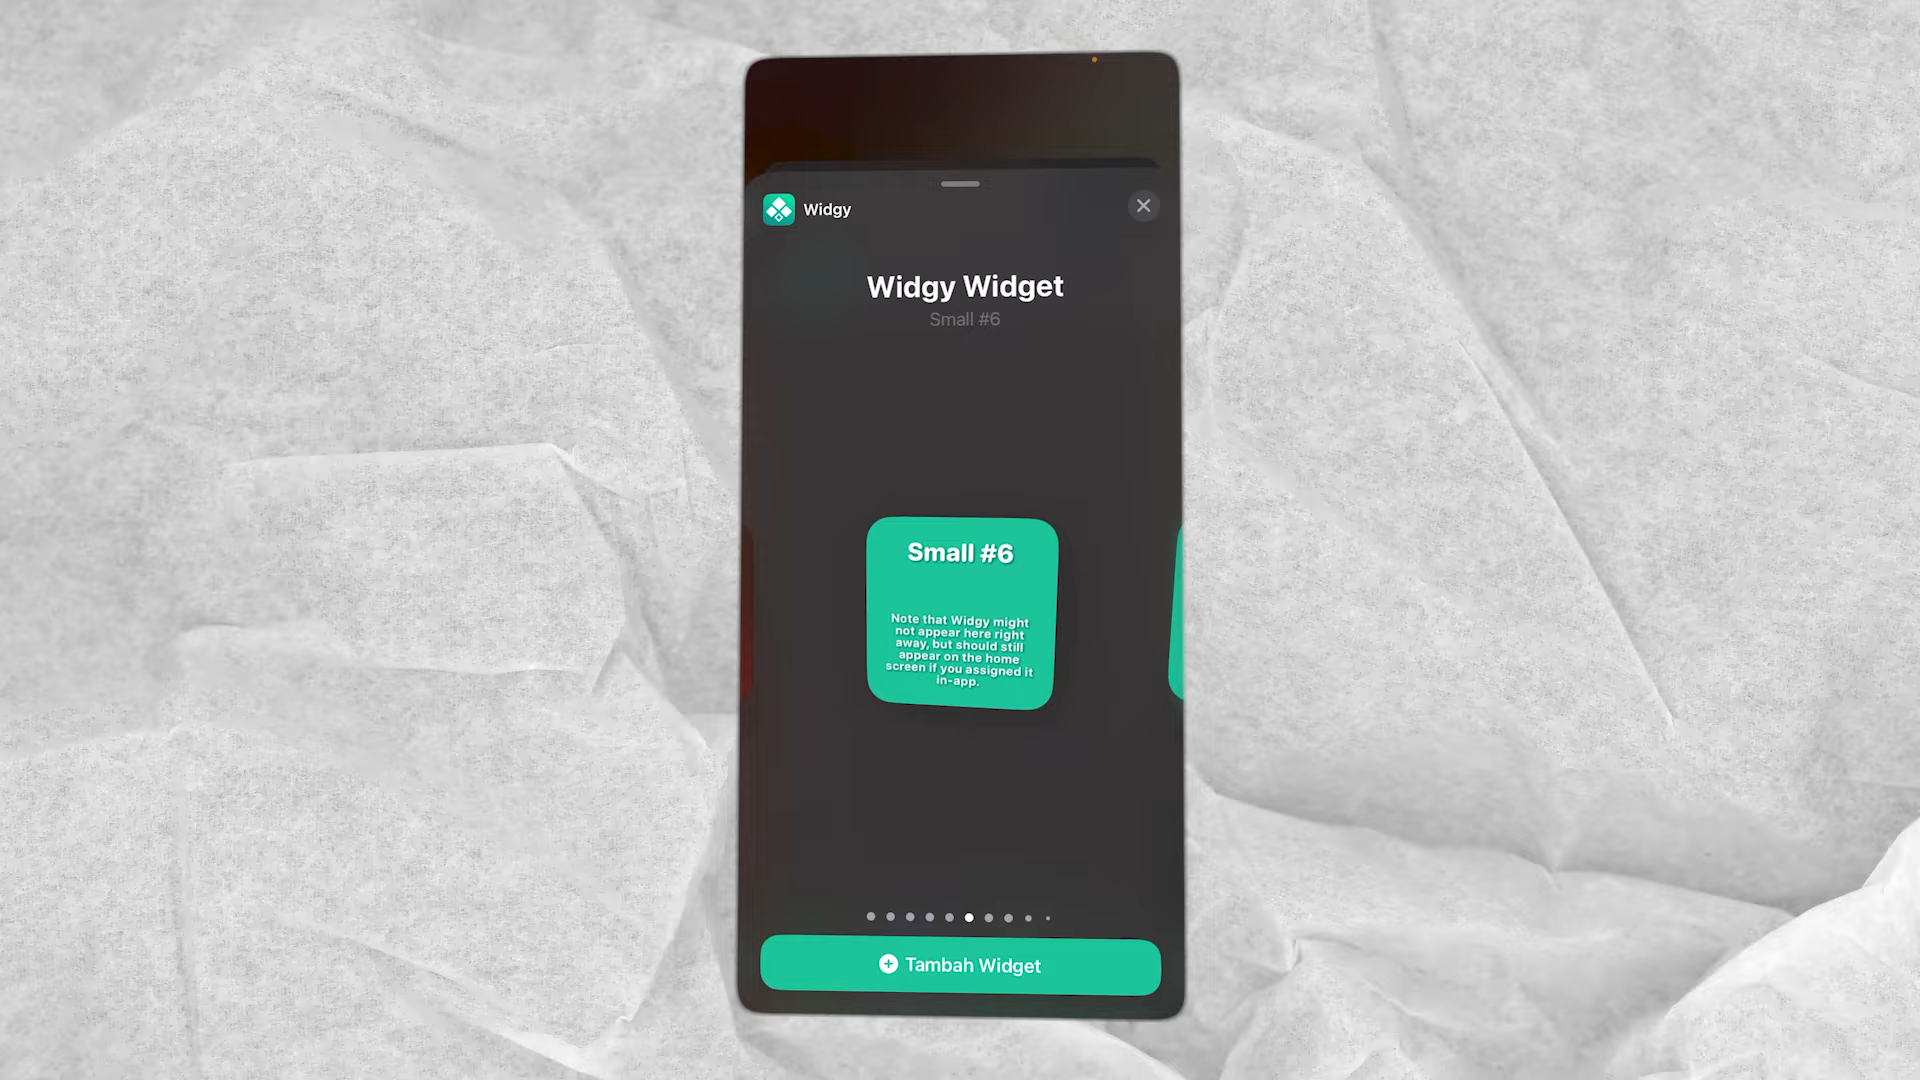 Widgy
Widgy Widget
Small #6
Small #6
Note that Widgy might
not appear here right
away, but should still
appear on the home
screen if you assigned it
in-app.
Tambah Widget